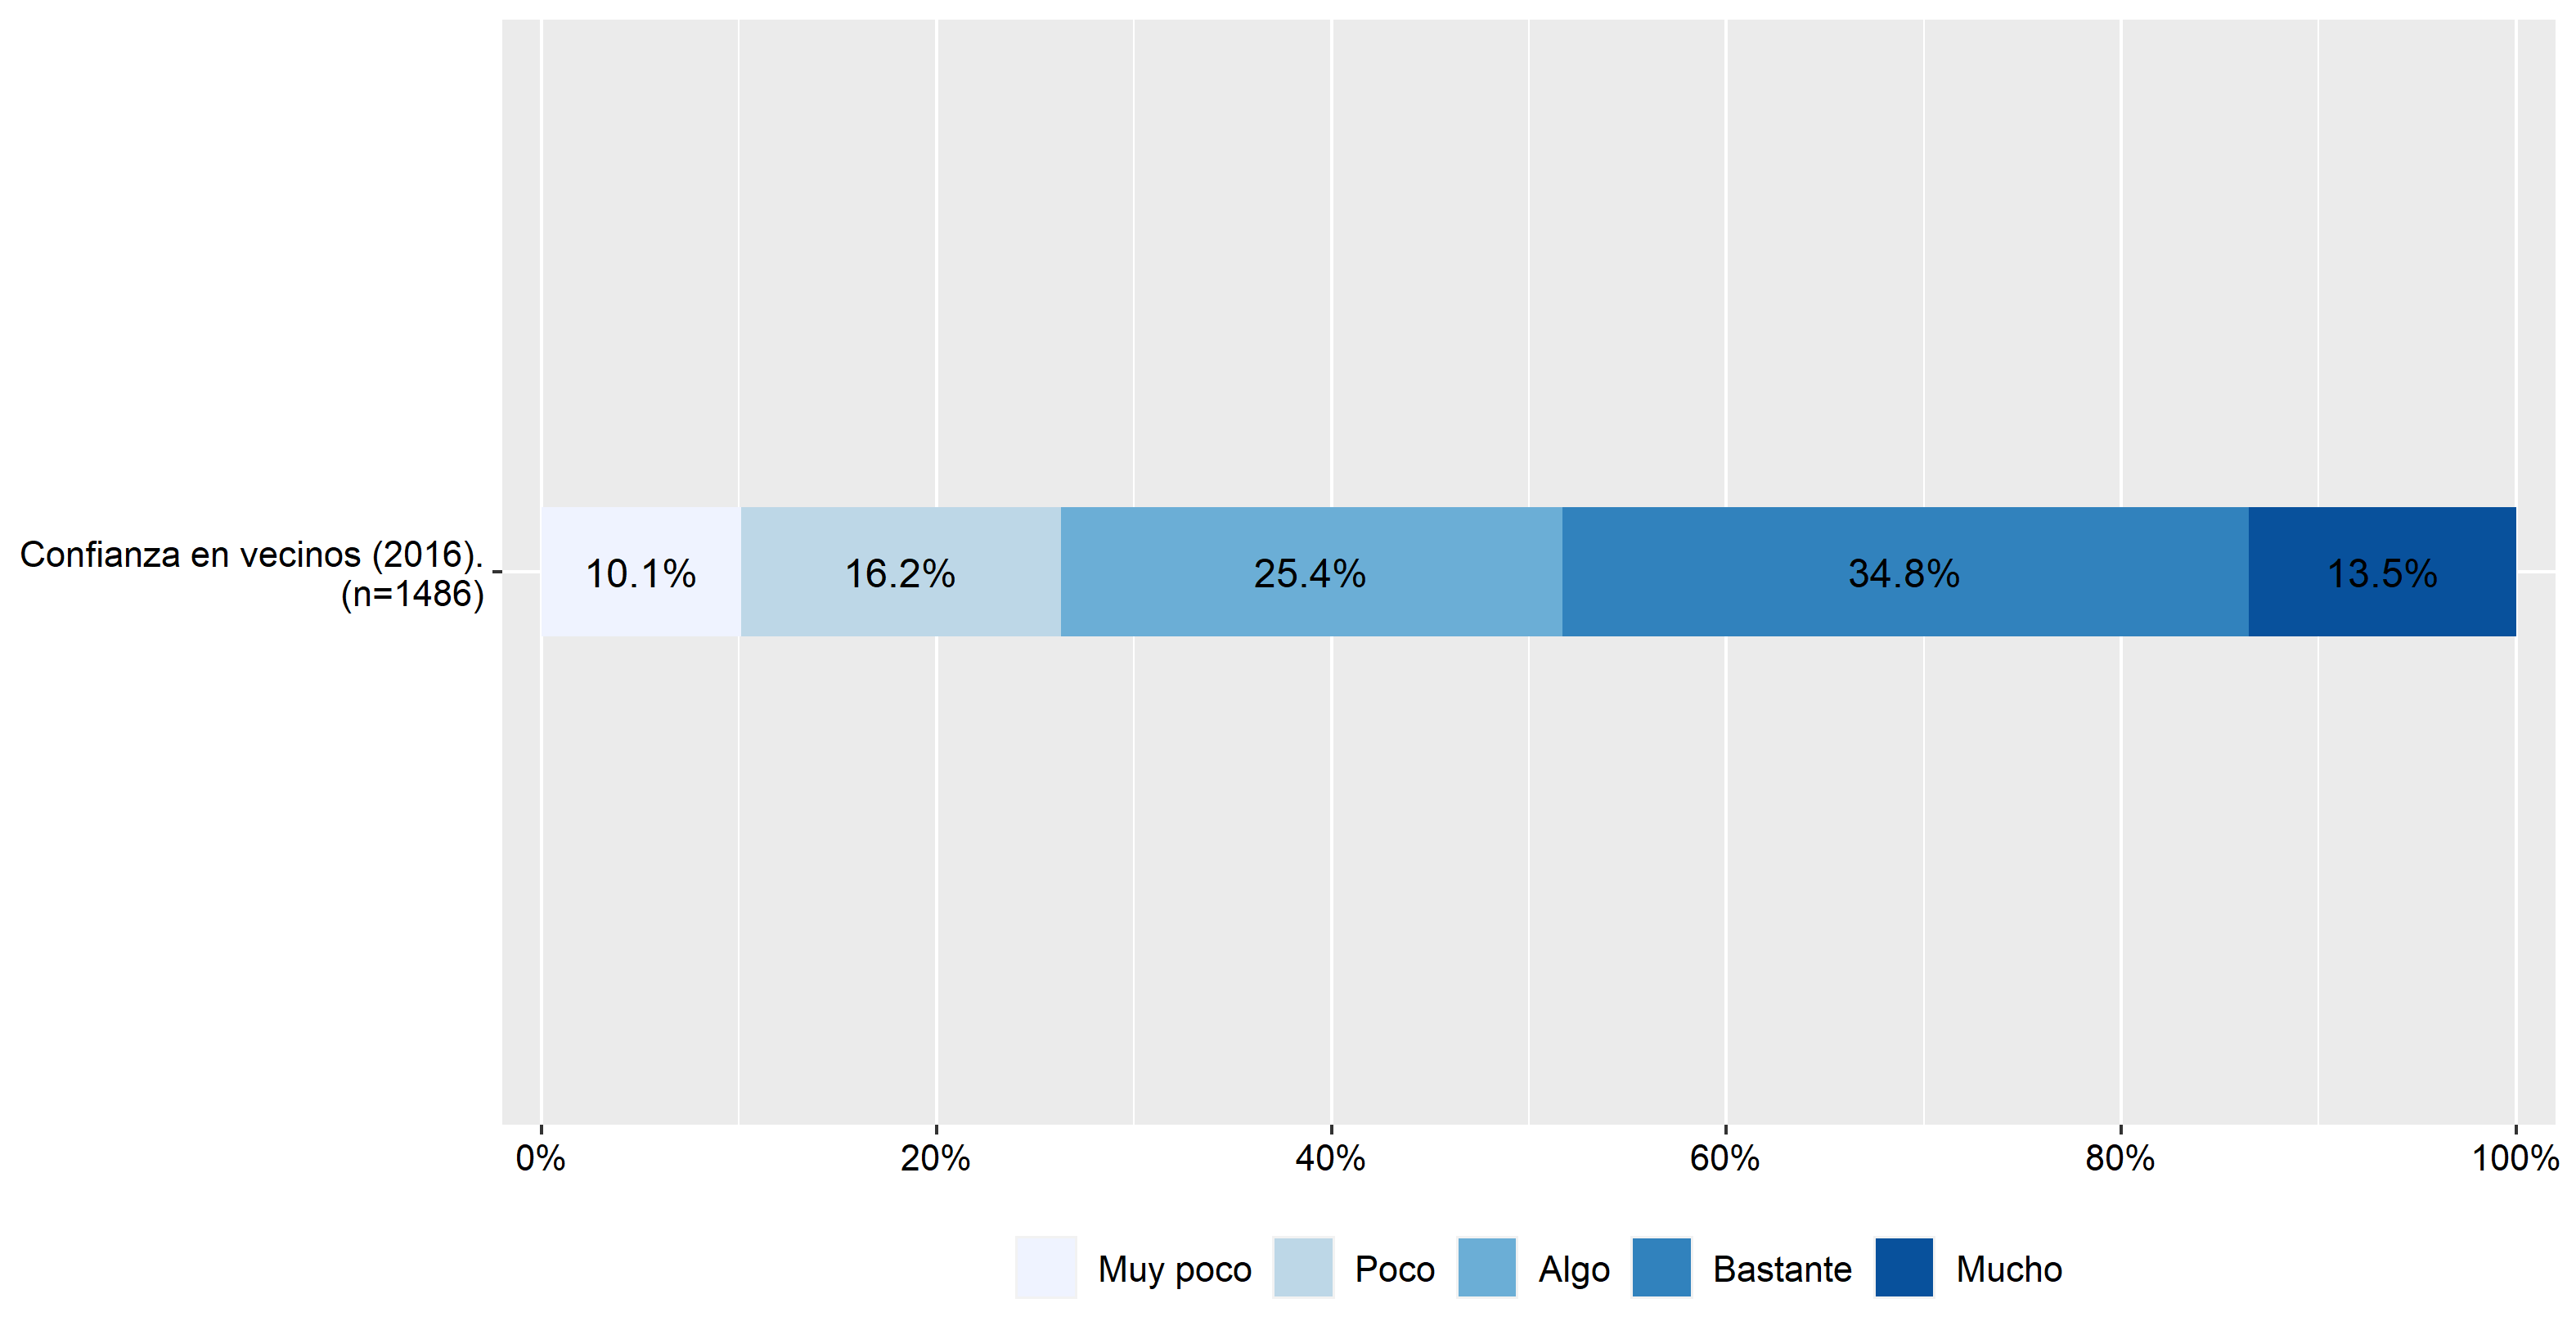 Confianza en vecinos (2016).
(n=1486)
10.1% 16.2% 25.4% 34.8% 13.5%
0% 20% 40% 60% 80% 100%
Muy poco Poco Algo Bastante Mucho